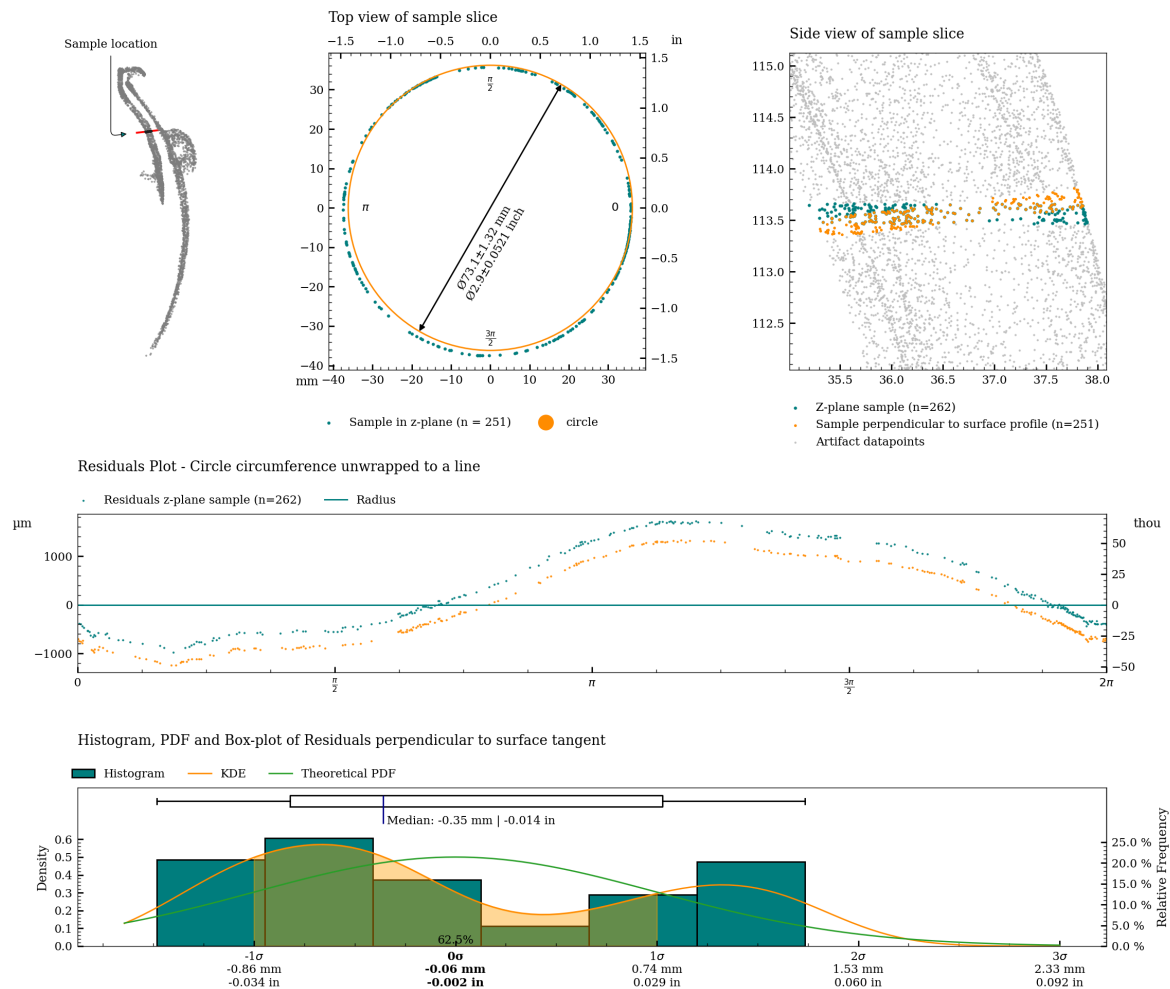 Sample location
Top view of sample slice
−1.5 −1.0 −0.5 0.0 0.5 1.0 1.5 in
30
20
10
0
−10
−20
−30
−40
1.5
1.0
0.5
0.0
−0.5
−1.0
−1.5
π/2
π
0
3π/2
Ø73.1±1.32 mm
Ø2.9±0.0521 inch
mm −40 −30 −20 −10 0 10 20 30
Sample in z-plane (n = 251) circle
Side view of sample slice
115.0
114.5
114.0
113.5
113.0
112.5
35.5 36.0 36.5 37.0 37.5 38.0
Z-plane sample (n=262)
Sample perpendicular to surface profile (n=251)
Artifact datapoints
Residuals Plot - Circle circumference unwrapped to a line
Residuals z-plane sample (n=262) Radius
µm
1000
0
−1000
thou
50
25
0
−25
−50
0 π/2 π 3π/2 2π
Histogram, PDF and Box-plot of Residuals perpendicular to surface tangent
Histogram KDE Theoretical PDF
Median: -0.35 mm | -0.014 in
Density
0.6
0.5
0.4
0.3
0.2
0.1
0.0
Relative Frequency
25.0 %
20.0 %
15.0 %
10.0 %
5.0 %
0.0 %
62.5%
-1σ 0σ 1σ 2σ 3σ
-0.86 mm -0.06 mm 0.74 mm 1.53 mm 2.33 mm
-0.034 in -0.002 in 0.029 in 0.060 in 0.092 in